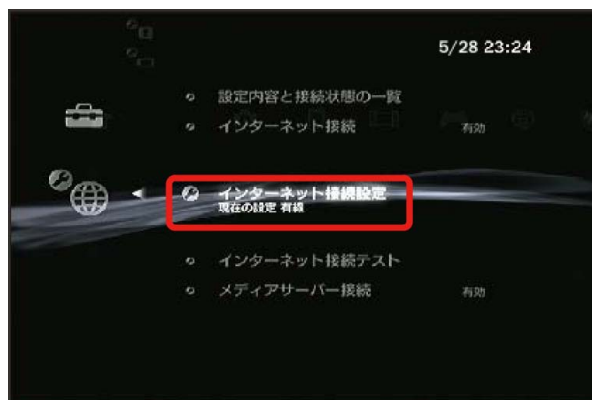 5/28 23:24
設定内容と接続状態の一覧
インターネット接続 有効
インターネット接続設定
現在の設定 有線
インターネット接続テスト
メディアサーバー接続 有効